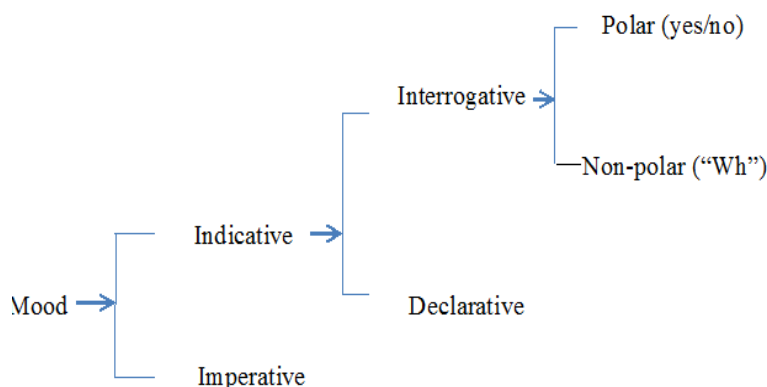 Polar (yes/no)
Interrogative
Non-polar (“Wh”)
Indicative
Declarative
Mood
Imperative